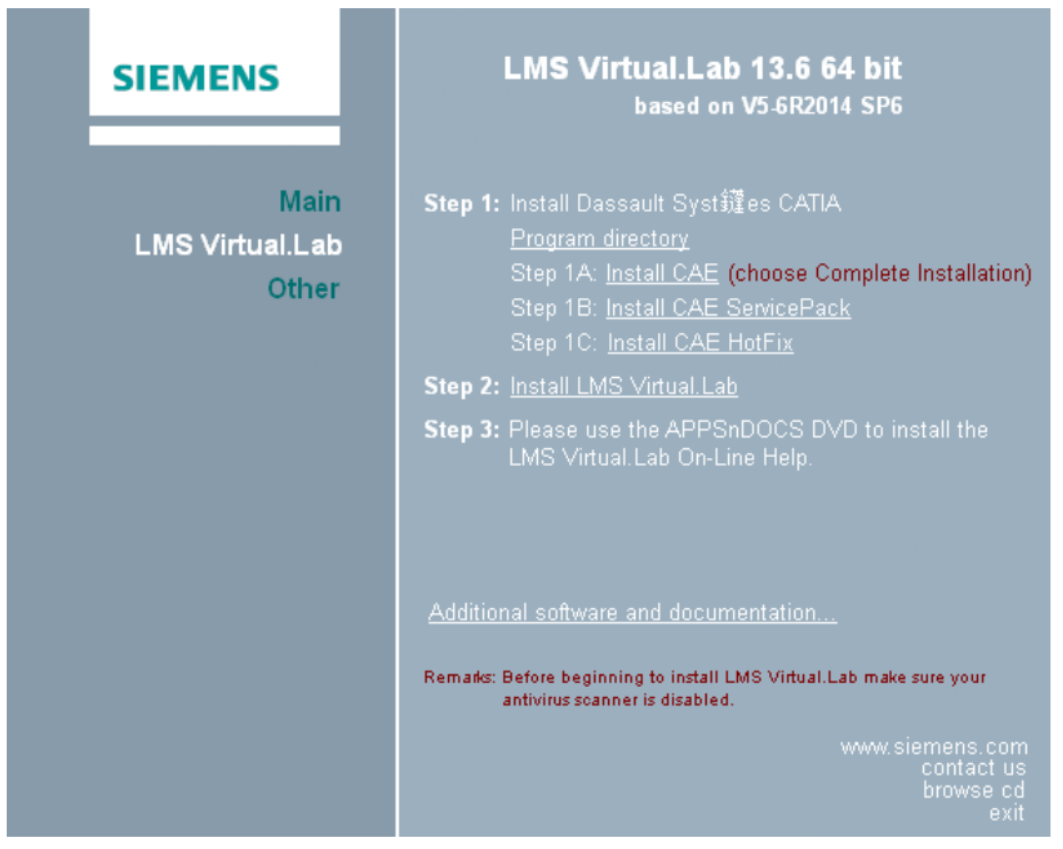 SIEMENS
LMS Virtual.Lab 13.6 64 bit
based on V5-6R2014 SP6
Main
LMS Virtual.Lab
Other
Step 1: Install Dassault Syst鑝es CATIA
Program directory
Step 1A: Install CAE (choose Complete Installation)
Step 1B: Install CAE ServicePack
Step 1C: Install CAE HotFix
Step 2: Install LMS Virtual.Lab
Step 3: Please use the APPSnDOCS DVD to install the
LMS Virtual.Lab On-Line Help.
Additional software and documentation...
Remarks: Before beginning to install LMS Virtual.Lab make sure your
antivirus scanner is disabled.
www.siemens.com
contact us
browse cd
exit